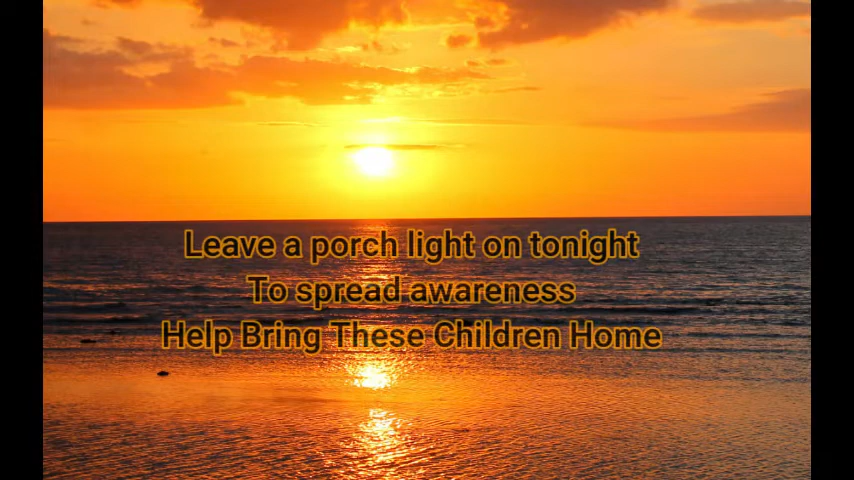 Leave a porch light on tonight
To spread awareness
Help Bring These Children Home